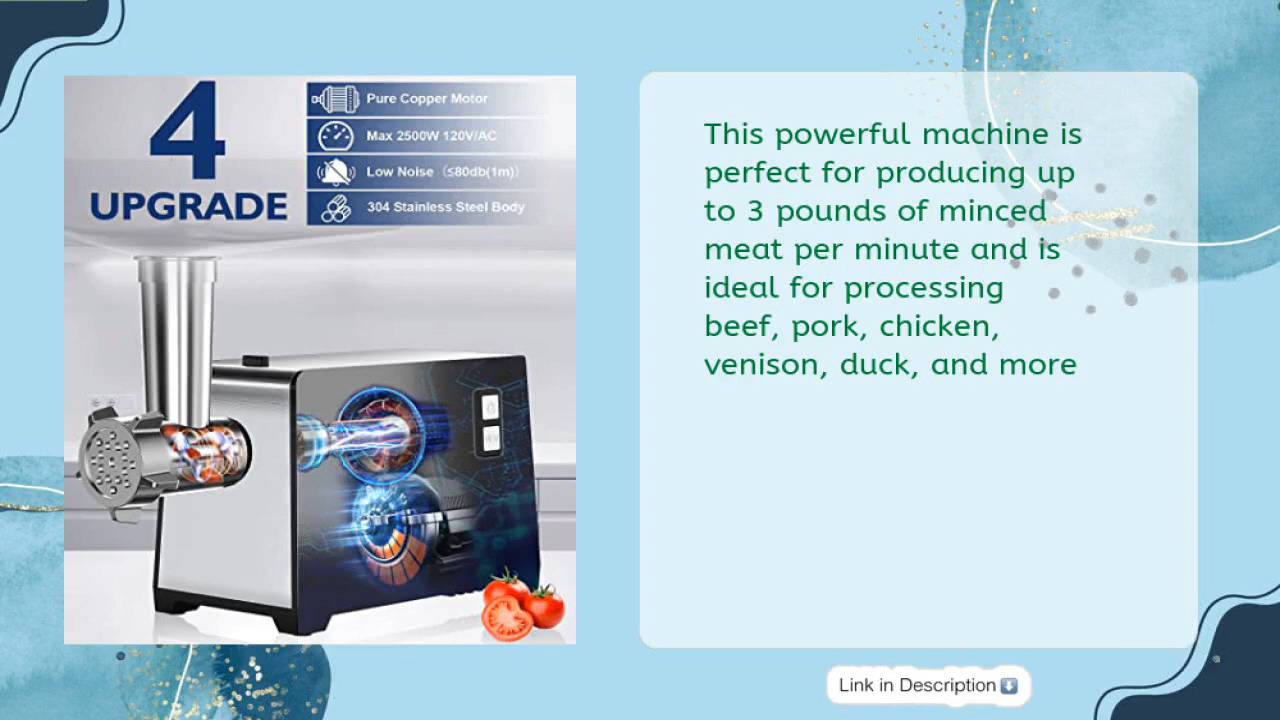 4
UPGRADE
Pure Copper Motor
Max 2500W 120V/AC
Low Noise（≤80db(1m)）
304 Stainless Steel Body
This powerful machine is
perfect for producing up
to 3 pounds of minced
meat per minute and is
ideal for processing
beef, pork, chicken,
venison, duck, and more
Link in Description